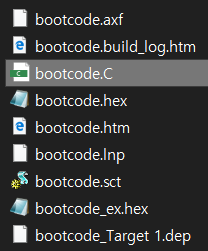 bootcode.axf
bootcode.build_log.htm
bootcode.C
bootcode.hex
bootcode.htm
bootcode.lnp
bootcode.sct
bootcode_ex.hex
bootcode_Target 1.dep